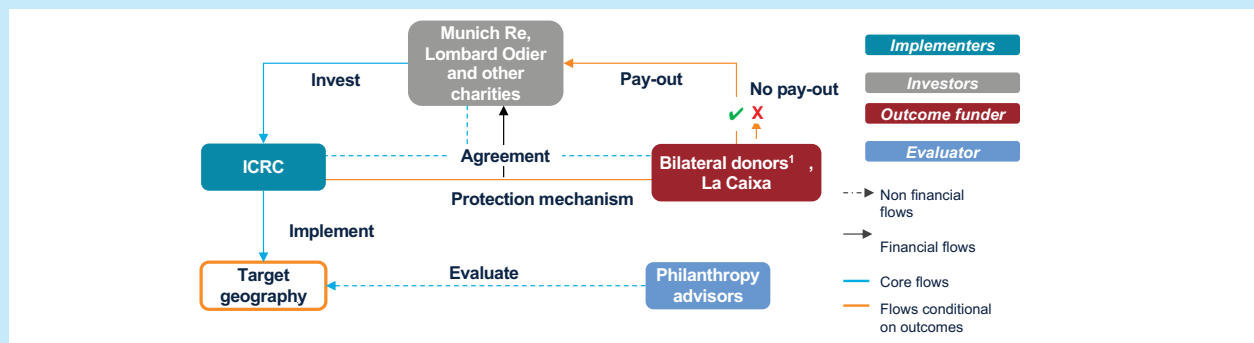 Munich Re,
Lombard Odier
and other
charities
Invest
Pay-out
No pay-out
✔ X
ICRC
Agreement
Bilateral donors¹ ,
La Caixa
Protection mechanism
Implement
Target
geography
Evaluate
Philanthropy
advisors
Implementers
Investors
Outcome funder
Evaluator
Non financial
flows
Financial flows
Core flows
Flows conditional
on outcomes